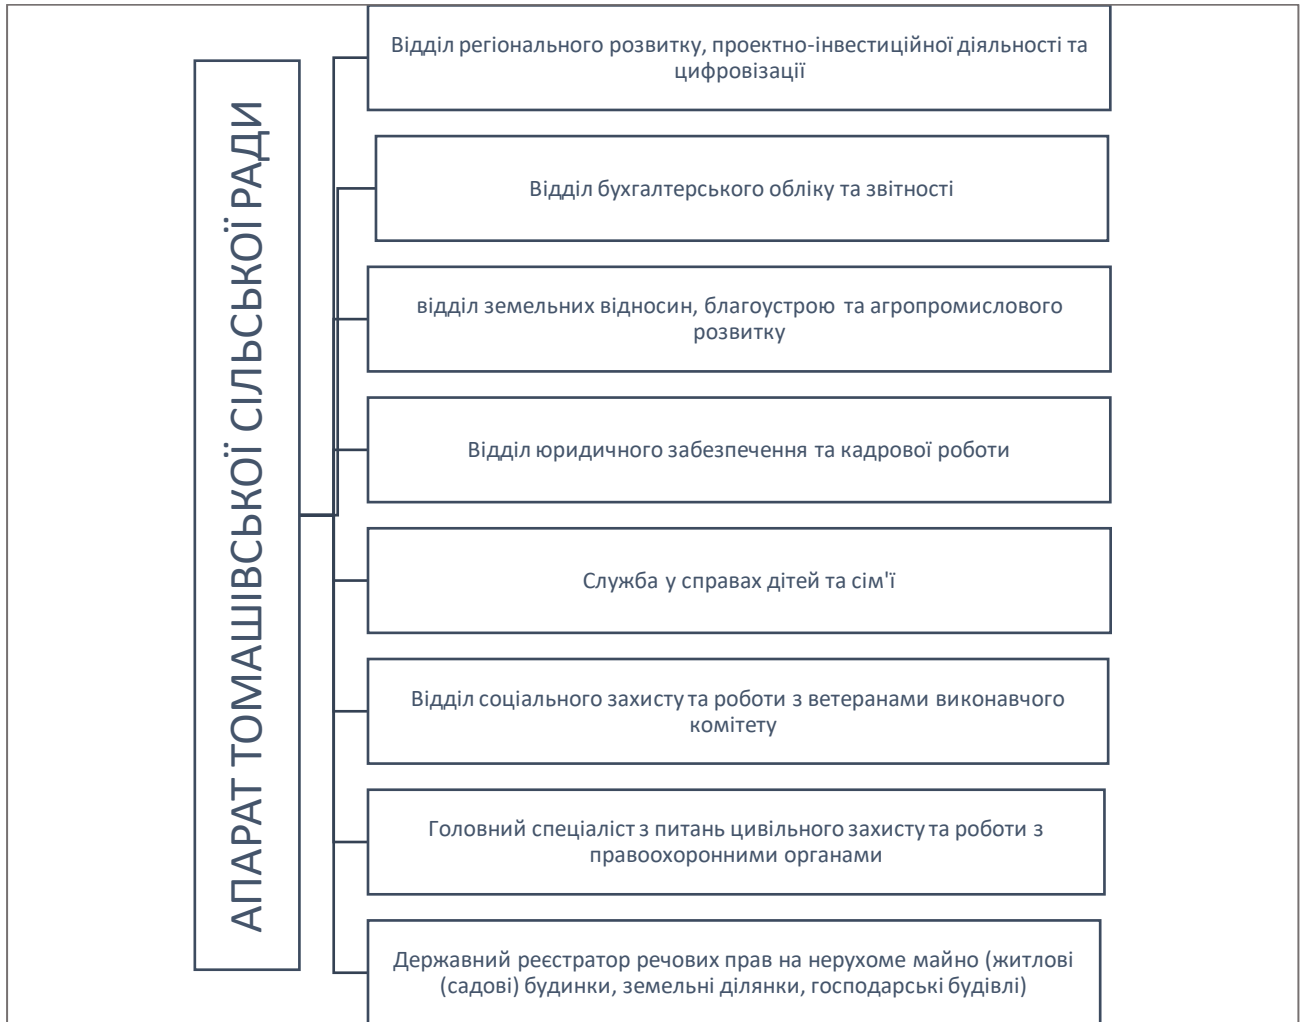 АПАРАТ ТОМАШІВСЬКОЇ СІЛЬСЬКОЇ РАДИ
Відділ регіонального розвитку, проектно-інвестиційної діяльності та
цифровізації
Відділ бухгалтерського обліку та звітності
відділ земельних відносин, благоустрою та агропромислового
розвитку
Відділ юридичного забезпечення та кадрової роботи
Служба у справах дітей та сім'ї
Відділ соціального захисту та роботи з ветеранами виконавчого
комітету
Головний спеціаліст з питань цивільного захисту та роботи з
правоохоронними органами
Державний реєстратор речових прав на нерухоме майно (житлові
(садові) будинки, земельні ділянки, господарські будівлі)